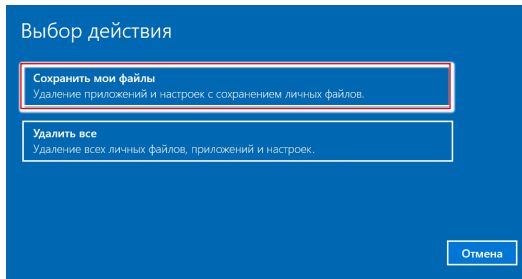 Выбор действия
Сохранить мои файлы
Удаление приложений и настроек с сохранением личных файлов.
Удалить все
Удаление всех личных файлов, приложений и настроек.
Отмена